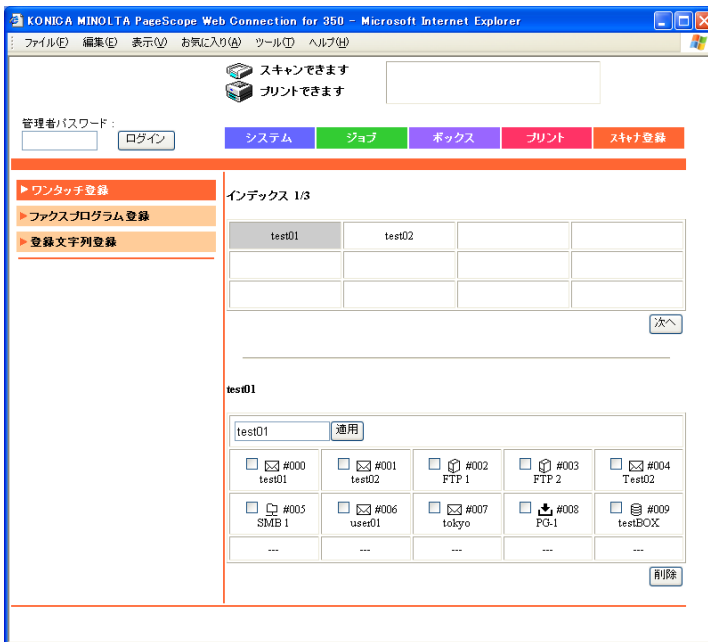 KONICA MINOLTA PageScope Web Connection for 350 - Microsoft Internet Explorer
ファイル(F) 編集(E) 表示(V) お気に入り(A) ツール(T) ヘルプ(H)
スキャンできます
プリントできます
管理者パスワード:
ログイン
システム ジョブ ボックス プリント スキャナ登録
ワンタッチ登録
ファクスプログラム登録
登録文字列登録
インデックス 1/3
test01 test02
次へ
test01
test01 適用
#000 #001 #002 #003 #004
test01 test02 FTP 1 FTP 2 Test02
#005 #006 #007 #008 #009
SMB 1 user01 tokyo PG-1 testBOX
--- --- --- --- ---
削除